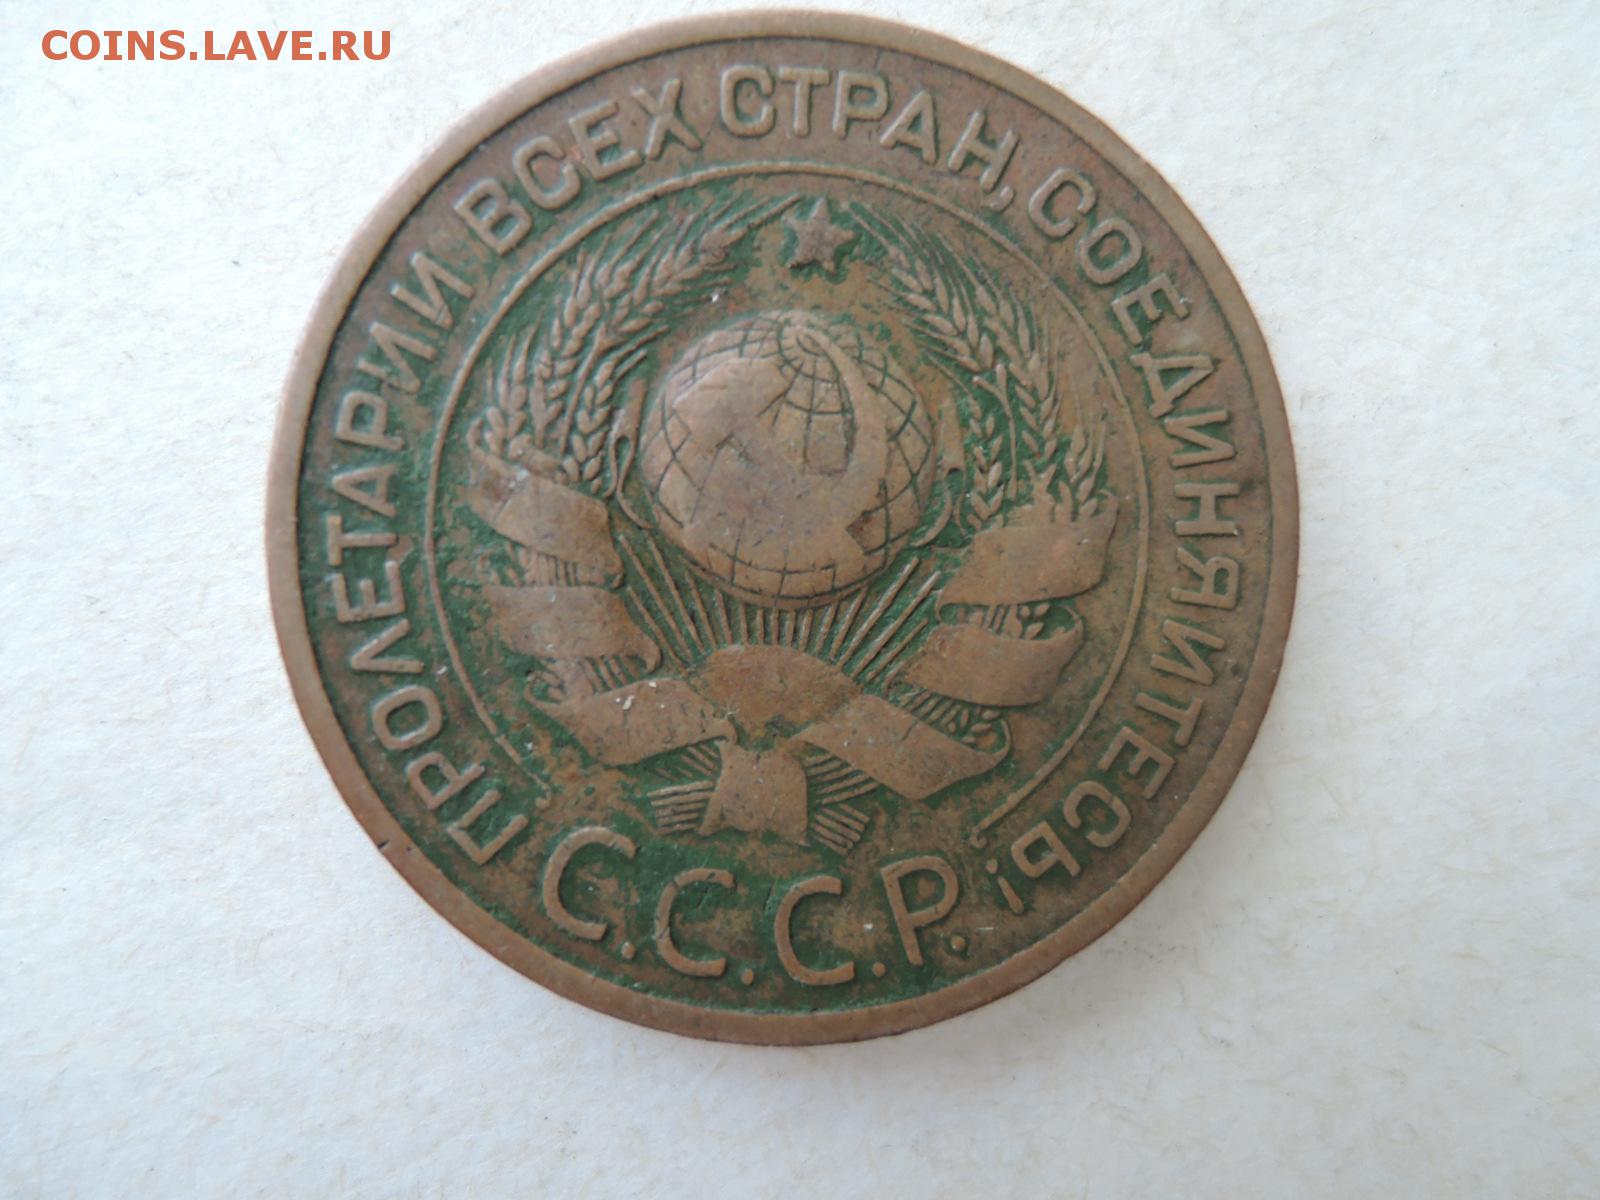 COINS.LAVE.RU
ПРОЛЕТАРИИ ВСЕХ СТРАН, СОЕДИНЯЙТЕСЬ!
С.С.С.Р.